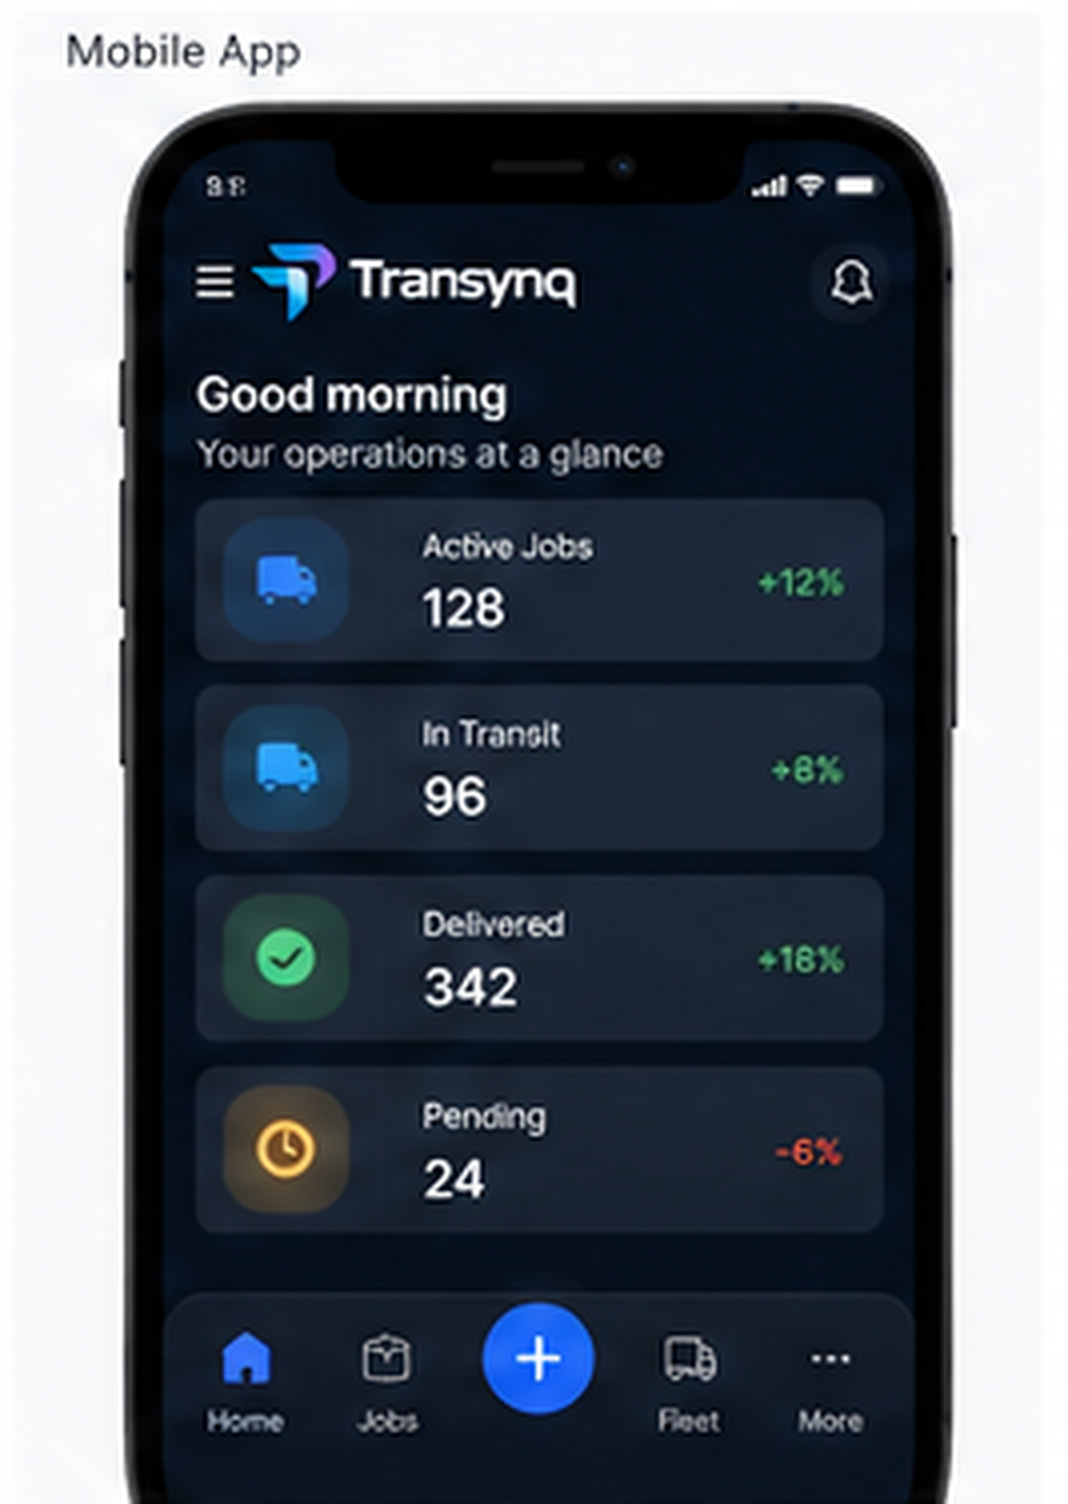 Mobile App
Transynq
Good morning
Your operations at a glance
Active Jobs
128
+12%
In Transit
96
+8%
Delivered
342
+18%
Pending
24
-6%
Home
Jobs
Fleet
More